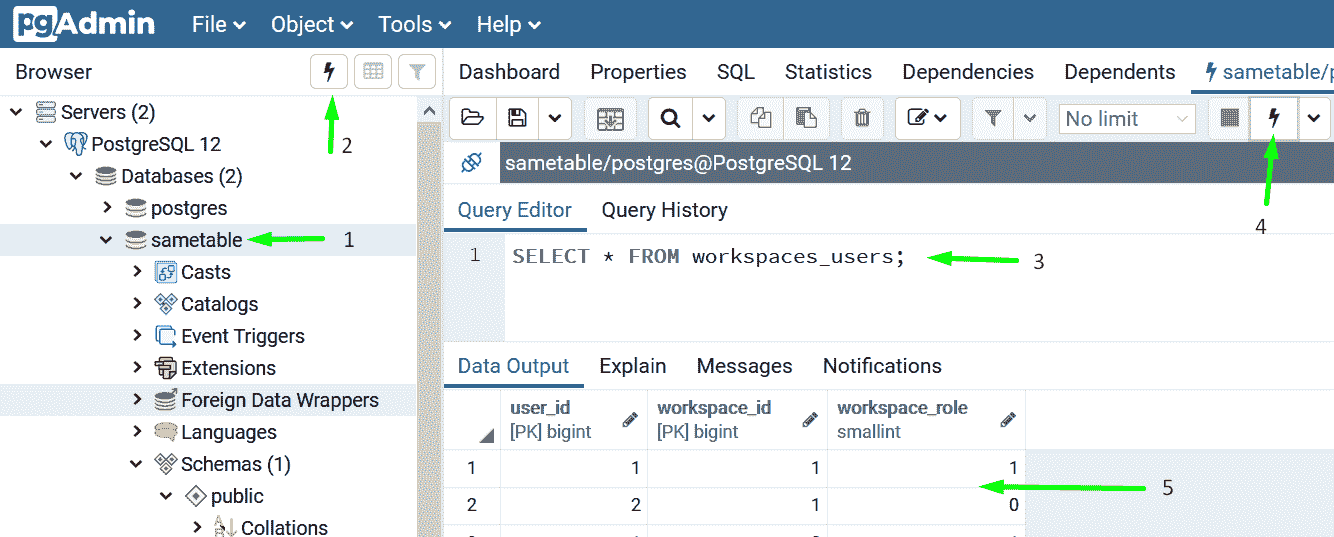 pgAdmin File Object Tools Help
Browser
Dashboard Properties SQL Statistics Dependencies Dependents sametable/p
Servers (2)
2
No limit
PostgreSQL 12
sametable/postgres@PostgreSQL 12
Databases (2)
postgres
Query Editor Query History
4
sametable 1
1 SELECT * FROM workspaces_users; 3
Casts
Catalogs
Event Triggers
Extensions
Data Output Explain Messages Notifications
Foreign Data Wrappers
user_id workspace_id workspace_role
[PK] bigint [PK] bigint smallint
Languages
Schemas (1)
1 1 1 1
public
5
2 2 1 0
Collations